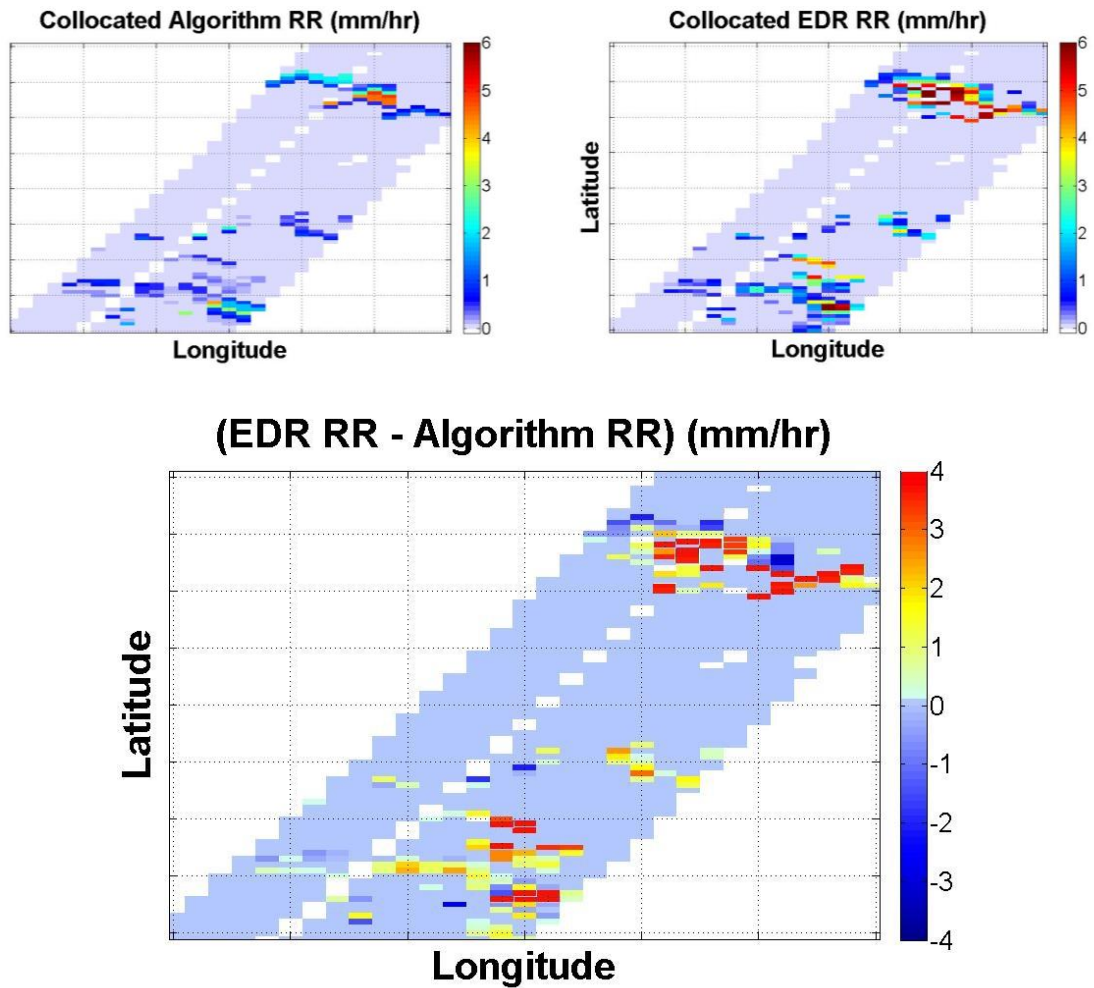 Collocated Algorithm RR (mm/hr)
6
5
4
3
2
1
0
Longitude
Collocated EDR RR (mm/hr)
Latitude
6
5
4
3
2
1
0
Longitude
(EDR RR - Algorithm RR) (mm/hr)
Latitude
4
3
2
1
0
-1
-2
-3
-4
Longitude